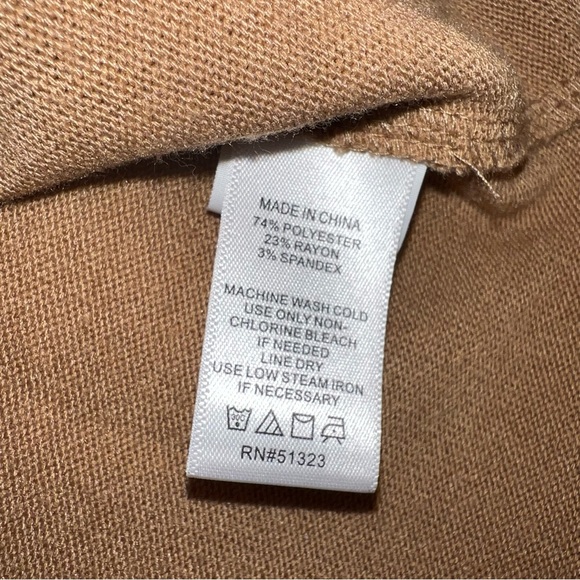 MADE IN CHINA
74% POLYESTER
23% RAYON
3% SPANDEX
MACHINE WASH COLD
USE ONLY NON-
CHLORINE BLEACH
IF NEEDED
LINE DRY
USE LOW STEAM IRON
IF NECESSARY
RN#51323